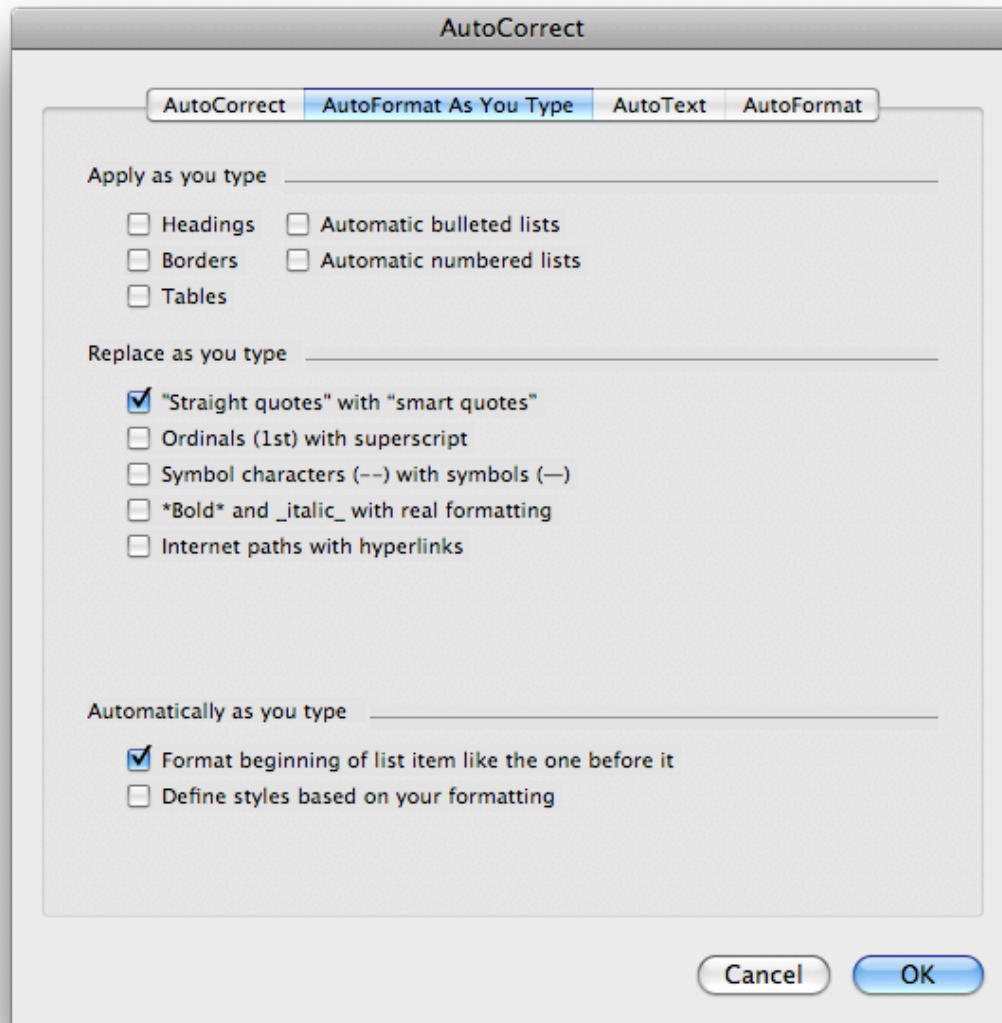 AutoCorrect
AutoCorrect AutoFormat As You Type AutoText AutoFormat
Apply as you type
Headings Automatic bulleted lists
Borders Automatic numbered lists
Tables
Replace as you type
"Straight quotes" with “smart quotes”
Ordinals (1st) with superscript
Symbol characters (--) with symbols (—)
*Bold* and _italic_ with real formatting
Internet paths with hyperlinks
Automatically as you type
Format beginning of list item like the one before it
Define styles based on your formatting
Cancel OK